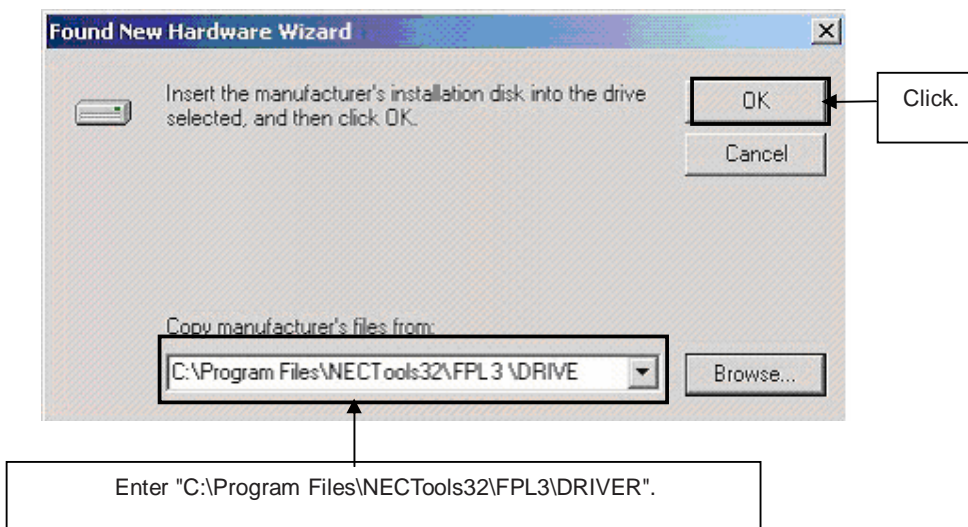 Found New Hardware Wizard
Insert the manufacturer's installation disk into the drive
selected, and then click OK.
OK
Click.
Cancel
Copy manufacturer's files from:
C:\Program Files\NECTools32\FPL3 \DRIVE
Browse...
Enter "C:\Program Files\NECTools32\FPL3\DRIVER".